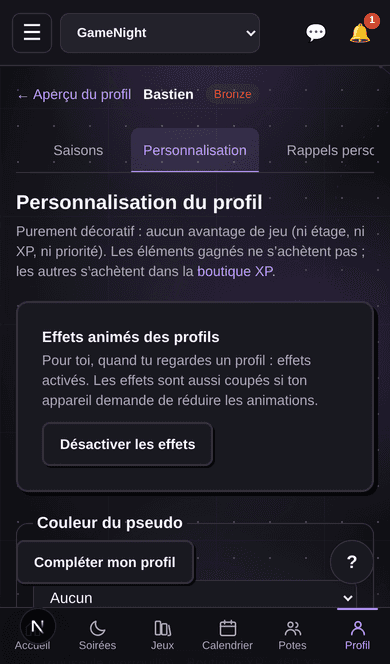 GameNight
1
← Aperçu du profil Bastien Bronze
Saisons Personnalisation Rappels perso
Personnalisation du profil
Purement décoratif : aucun avantage de jeu (ni étage, ni
XP, ni priorité). Les éléments gagnés ne s'achètent pas ;
les autres s'achètent dans la boutique XP.
Effets animés des profils
Pour toi, quand tu regardes un profil : effets
activés. Les effets sont aussi coupés si ton
appareil demande de réduire les animations.
Désactiver les effets
Couleur du pseudo
Compléter mon profil
?
Aucun
N
Accueil Soirées Jeux Calendrier Potes Profil